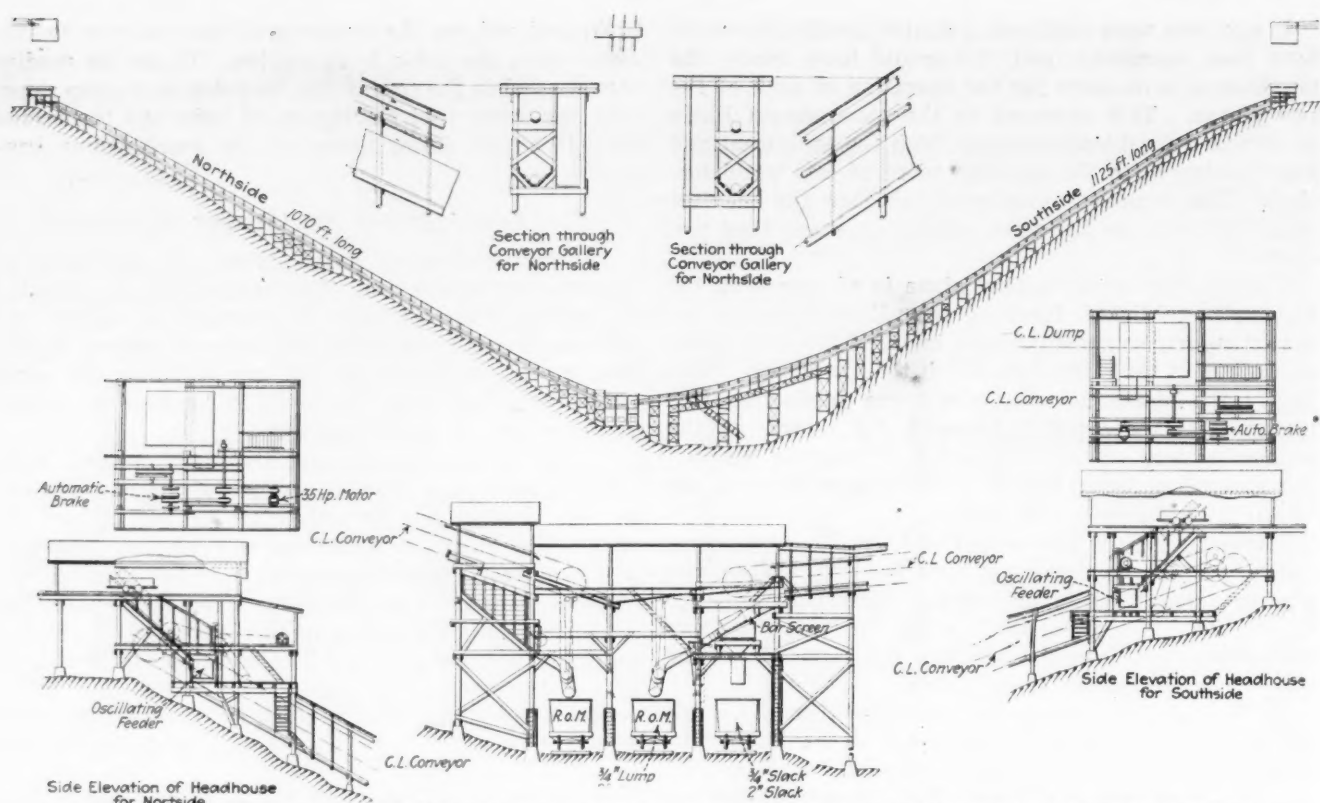 Northside
1070 ft. long
Southside
1125 ft. long
Section through
Conveyor Gallery
for Northside
Section through
Conveyor Gallery
for Northside
C.L. Dump
C.L. Conveyor
Auto. Brake
Automatic
Brake
35 Hp. Motor
C.L. Conveyor
C.L. Conveyor
Bar Screen
Oscillating
Feeder
C.L. Conveyor
Side Elevation of Headhouse
for Southside
Oscillating
Feeder
R.o.M.
R.o.M.
3/4" Lump
3/4" Slack
2" Slack
C.L. Conveyor
Side Elevation of Headhouse
for Nortside